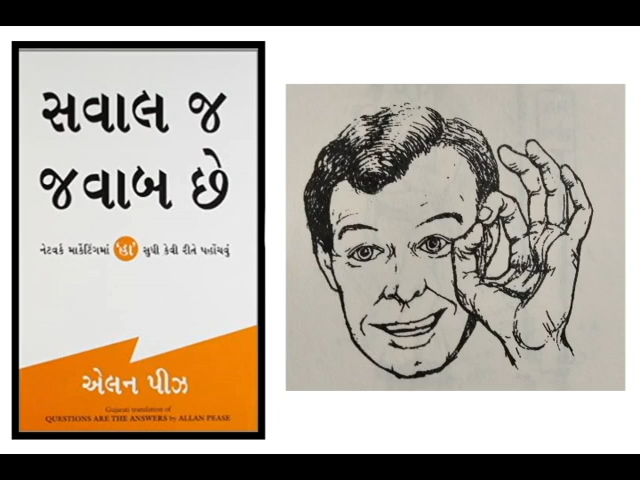 સવાલ જ
જવાબ છે
નેટવર્ક માર્કેટિંગમાં 'હા' સુધી કેવી રીતે પહોંચવું
એલન પીઝ
Gujarati translation of
QUESTIONS ARE THE ANSWERS by ALLAN PEASE